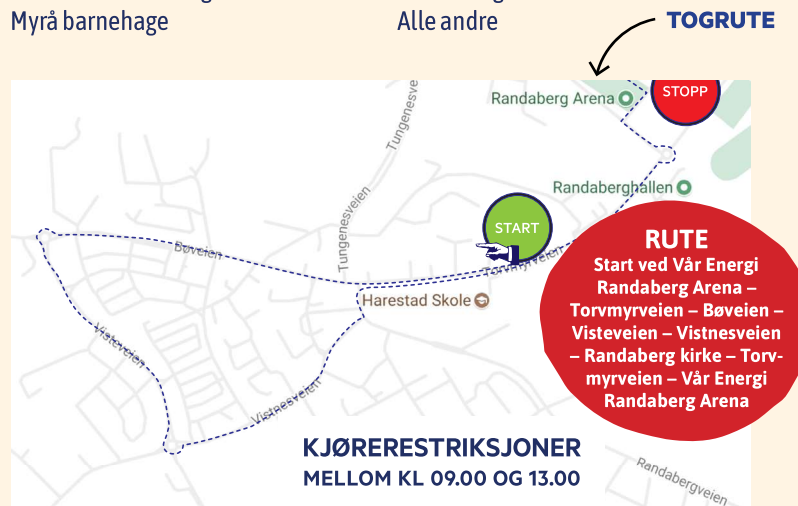 Myrå barnehage
Alle andre
TOGRUTE
Tungenesve
Randaberg Arena
STOPP
Randaberghallen
Tungenesveien
START
Bøveien
Torvmyrveien
Harestad Skole
RUTE
Start ved Vår Energi
Randaberg Arena –
Torvmyrveien – Bøveien –
Visteveien – Vistnesveien
– Randaberg kirke – Torv-
myrveien – Vår Energi
Randaberg Arena
Visteveien
Vistnesveien
KJØRERESTRIKSJONER
MELLOM KL 09.00 OG 13.00
Randabergveien